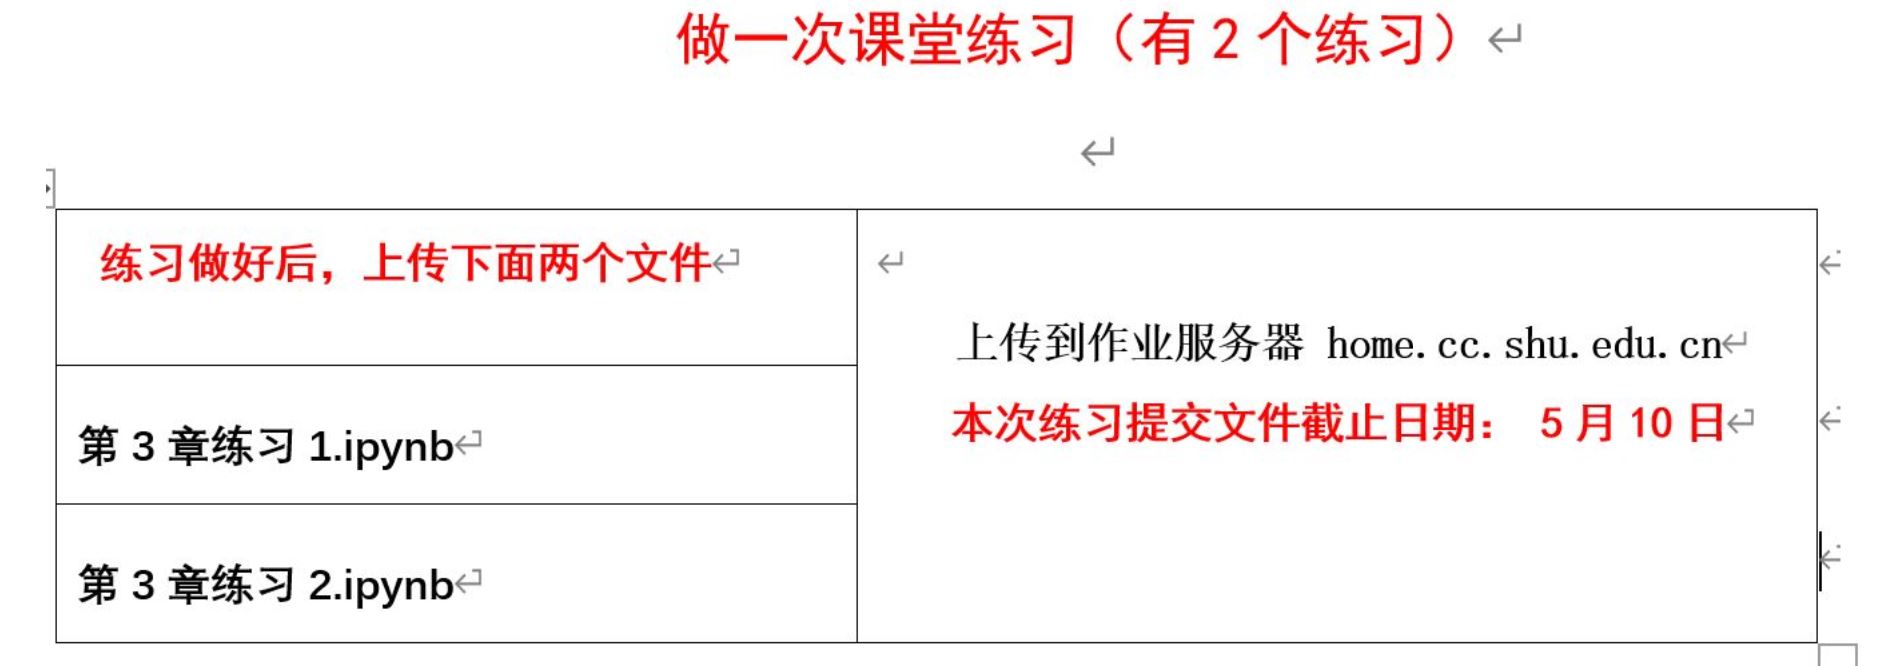 做一次课堂练习（有2个练习）
练习做好后，上传下面两个文件
上传到作业服务器 home.cc.shu.edu.cn
本次练习提交文件截止日期： 5月10日
第3章练习1.ipynb
第3章练习2.ipynb